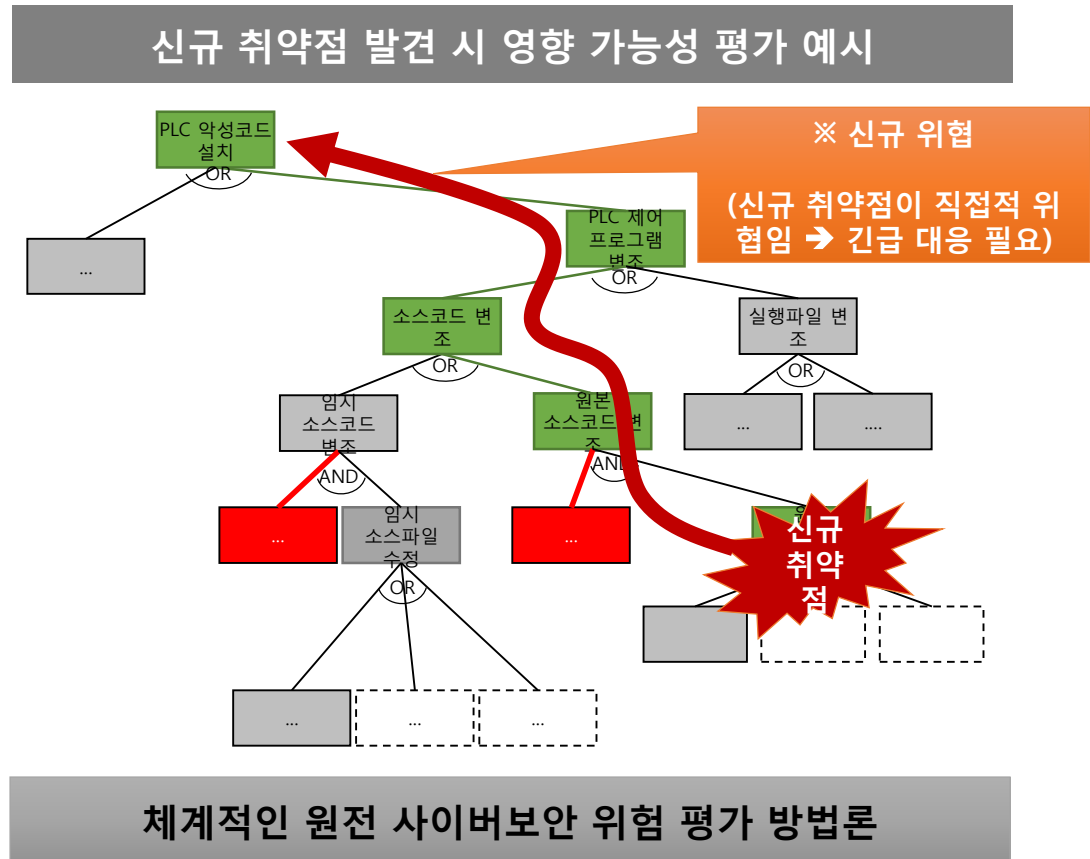 신규 취약점 발견 시 영향 가능성 평가 예시
PLC 악성코드
설치
OR
※ 신규 위협
(신규 취약점이 직접적 위
협임 ➔ 긴급 대응 필요)
PLC 제어
프로그램
변조
OR
...
소스코드 변
조
OR
실행파일 변
조
OR
임시
소스코드
변조
AND
원본
소스코드 변
조
AND
...
....
...
임시
소스파일
수정
OR
...
신규
취약
점
...
...
...
체계적인 원전 사이버보안 위험 평가 방법론